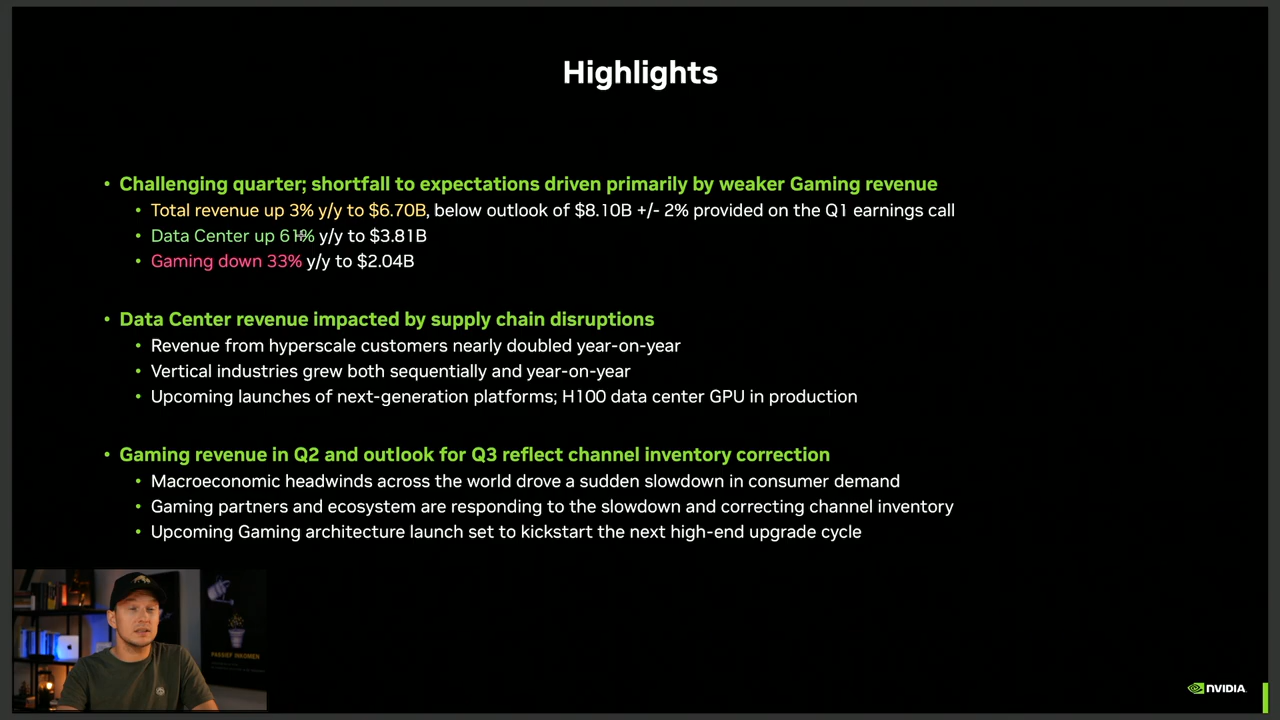 Highlights
• Challenging quarter; shortfall to expectations driven primarily by weaker Gaming revenue
• Total revenue up 3% y/y to $6.70B, below outlook of $8.10B +/- 2% provided on the Q1 earnings call
• Data Center up 61% y/y to $3.81B
• Gaming down 33% y/y to $2.04B
• Data Center revenue impacted by supply chain disruptions
• Revenue from hyperscale customers nearly doubled year-on-year
• Vertical industries grew both sequentially and year-on-year
• Upcoming launches of next-generation platforms; H100 data center GPU in production
• Gaming revenue in Q2 and outlook for Q3 reflect channel inventory correction
• Macroeconomic headwinds across the world drove a sudden slowdown in consumer demand
• Gaming partners and ecosystem are responding to the slowdown and correcting channel inventory
• Upcoming Gaming architecture launch set to kickstart the next high-end upgrade cycle
PASSIEF INKOMEN
NVIDIA